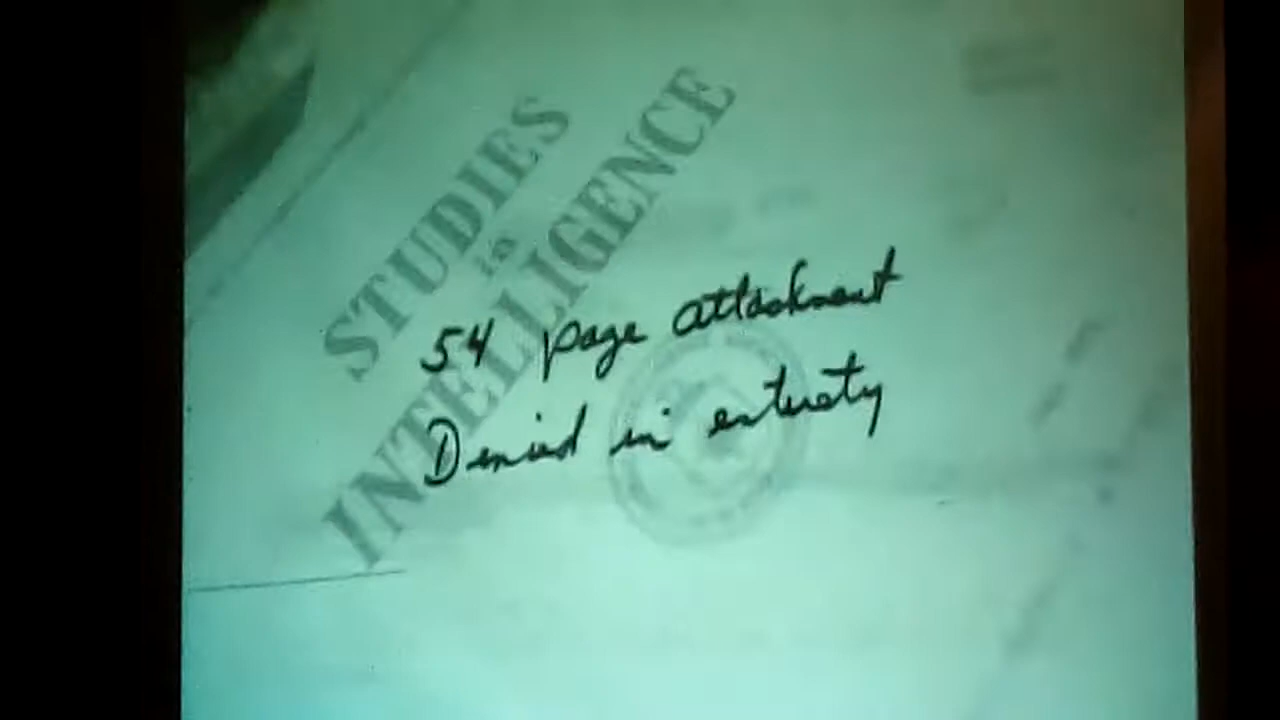 STUDIES
in
INTELLIGENCE
54 page attachment
Denied in entirety